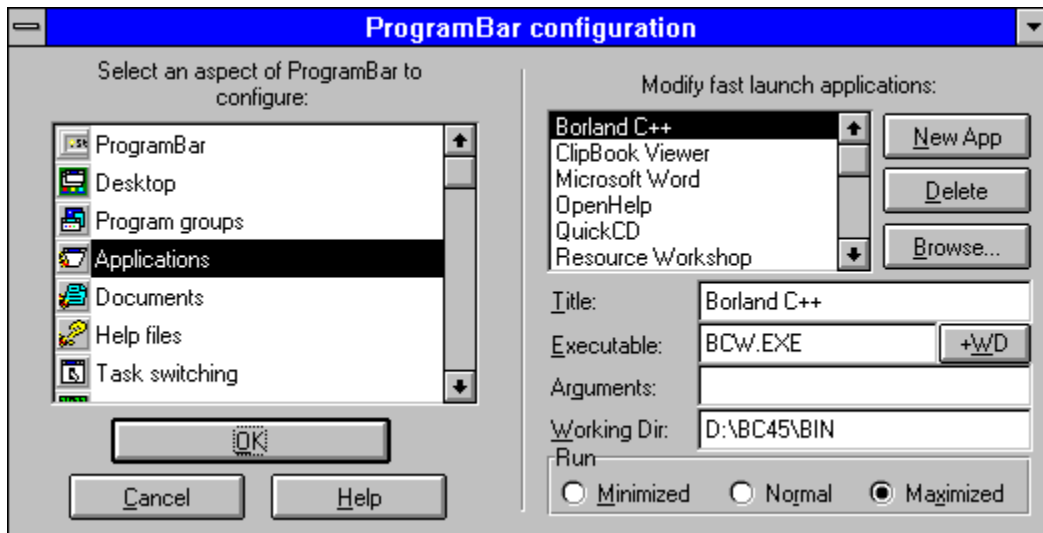 ProgramBar configuration
Select an aspect of ProgramBar to
configure:
ProgramBar
Desktop
Program groups
Applications
Documents
Help files
Task switching
OK
Cancel
Help
Modify fast launch applications:
Borland C++
ClipBook Viewer
Microsoft Word
OpenHelp
QuickCD
Resource Workshop
New App
Delete
Browse...
Title:
Borland C++
Executable:
BCW.EXE
+WD
Arguments:
Working Dir:
D:\BC45\BIN
Run
Minimized
Normal
Maximized